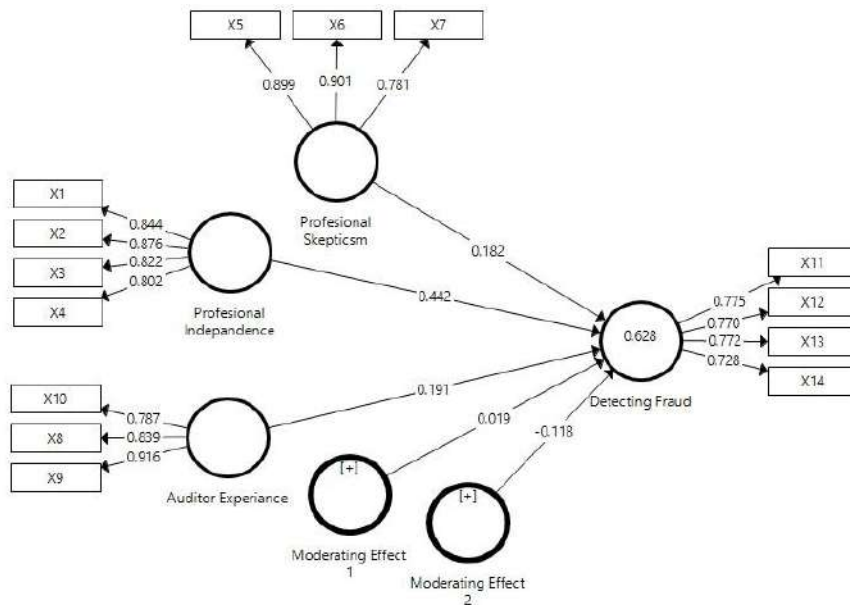 X5
X6
X7
0.899
0.901
0.781
Profesional
Skepticsm
X1
X2
X3
X4
0.844
0.876
0.822
0.802
Profesional
Independence
0.182
0.442
X11
X12
X13
X14
0.775
0.770
0.772
0.728
0.628
Detecting Fraud
X10
X8
X9
0.787
0.839
0.916
Auditor Experiance
0.191
0.019
-0.118
[+]
Moderating Effect
1
[+]
Moderating Effect
2